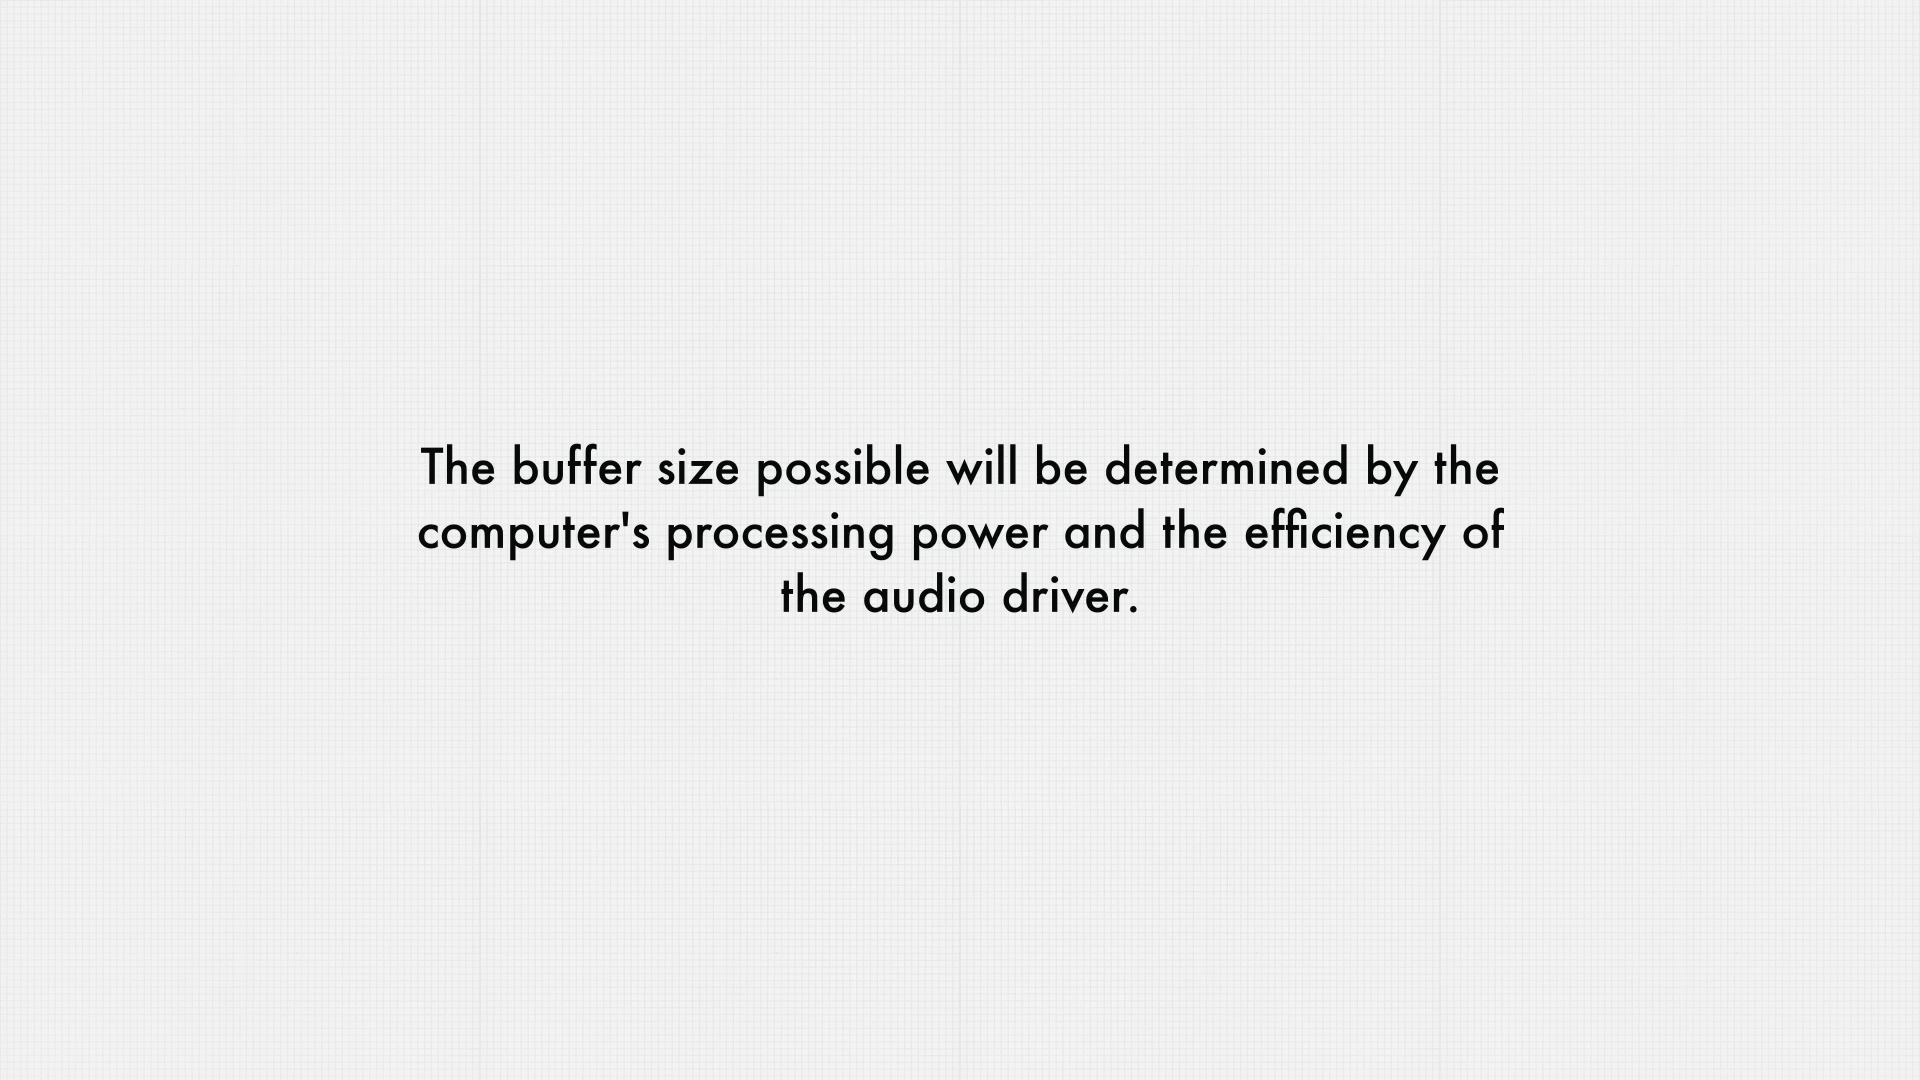 The buffer size possible will be determined by the
computer's processing power and the efficiency of
the audio driver.